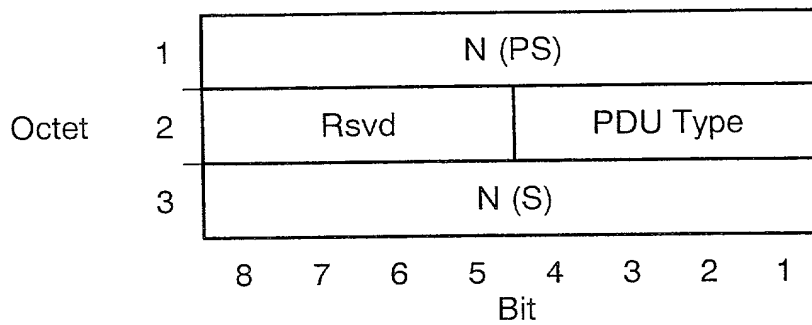 1 N (PS)
Octet 2 Rsvd PDU Type
3 N (S)
8 7 6 5 4 3 2 1
Bit